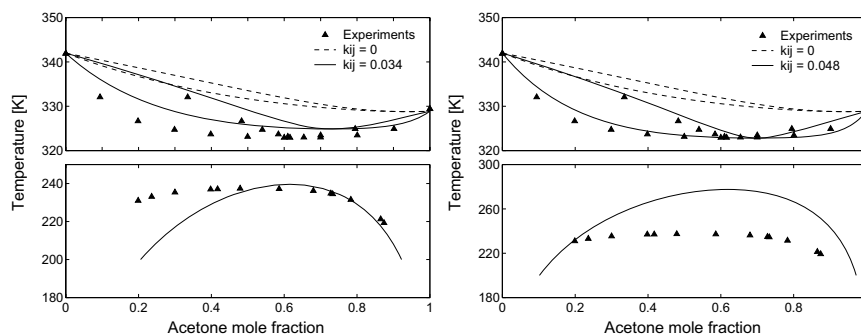 350
340
330
320
Temperature [K]
Experiments
kij = 0
kij = 0.034
240
220
200
180
0 0.2 0.4 0.6 0.8 1
Acetone mole fraction
350
340
330
320
Temperature [K]
Experiments
kij = 0
kij = 0.048
300
260
220
180
0 0.2 0.4 0.6 0.8
Acetone mole fraction